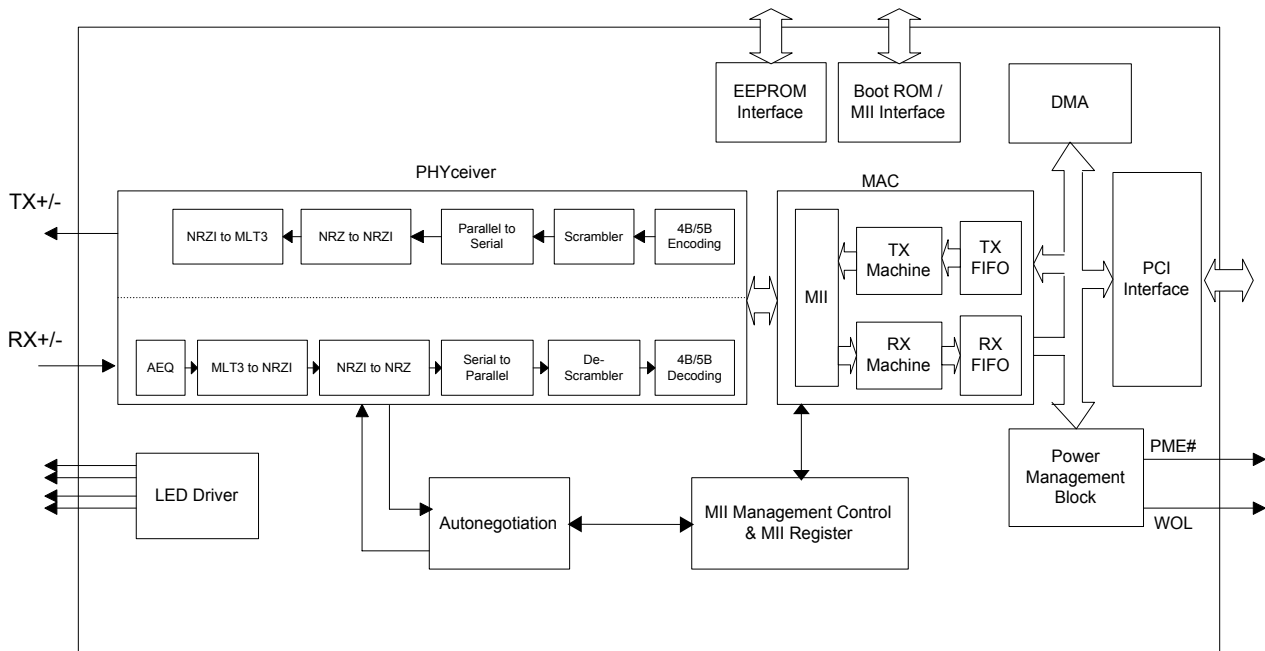 EEPROM
Interface
Boot ROM /
MII Interface
DMA
PHYceiver
MAC
TX+/-
NRZI to MLT3
NRZ to NRZI
Parallel to
Serial
Scrambler
4B/5B
Encoding
MII
TX
Machine
TX
FIFO
PCI
Interface
RX+/-
AEQ
MLT3 to NRZI
NRZI to NRZ
Serial to
Parallel
De-
Scrambler
4B/5B
Decoding
RX
Machine
RX
FIFO
LED Driver
Autonegotiation
MII Management Control
& MII Register
Power
Management
Block
PME#
WOL